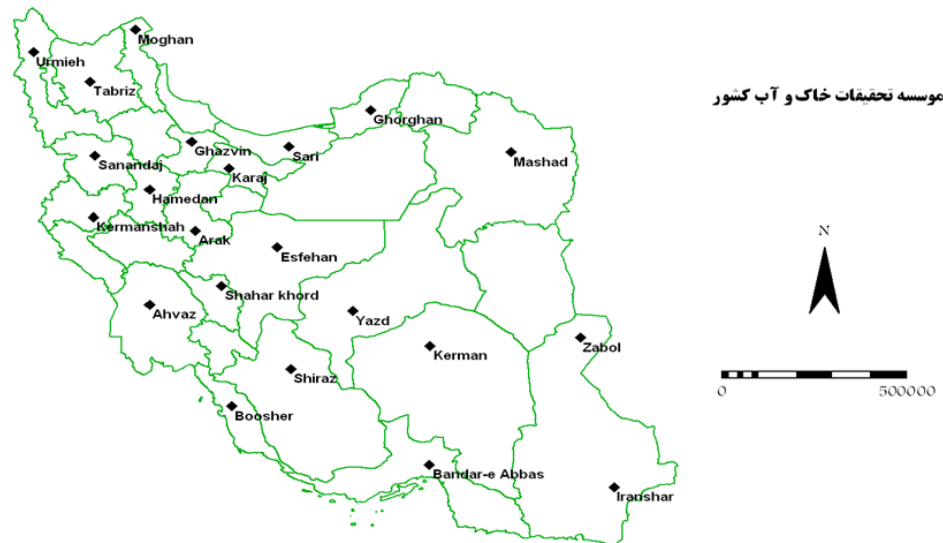 Moghan
Urmieh
Tabriz
موسسه تحقیقات خاک و آب کشور
Ghorghan
Ghazvin
Sari
Mashad
Sanandaj
Karaj
Hamedan
Kermanshah
Arak
N
Esfehan
Shahar khord
Ahvaz
Yazd
Zabol
Kerman
Shiraz
0 500000
Boosher
Bandar-e Abbas
Iranshar